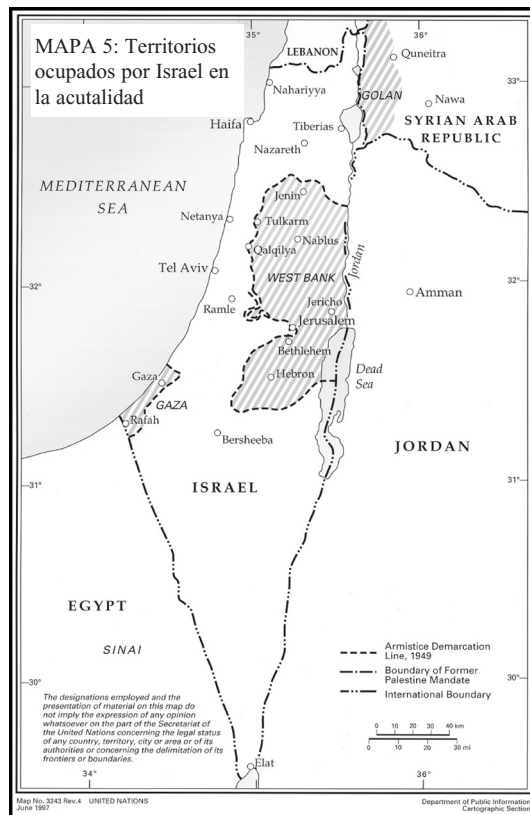 MAPA 5: Territorios
ocupados por Israel en
la acutalidad
35°
36°
LEBANON
Quneitra
33°
33°
Nahariyya
GOLAN
Nawa
SYRIAN ARAB
REPUBLIC
Haifa
Tiberias
Nazareth
MEDITERRANEAN
SEA
Jenin
Netanya
Tulkarm
Nablus
Qalqilya
Jordan
Tel Aviv
WEST BANK
32°
32°
Ramle
Jericho
Amman
Jerusalem
Bethlehem
Gaza
Hebron
Dead
Sea
GAZA
Rafah
Bersheeba
JORDAN
31°
31°
ISRAEL
EGYPT
SINAI
Armistice Demarcation
Line, 1949
Boundary of Former
Palestine Mandate
International Boundary
30°
30°
The designations employed and the
presentation of material on this map do
not imply the expression of any opinion
whatsoever on the part of the Secretariat of
the United Nations concerning the legal status
of any country, territory, city or area or of its
authorities or concerning the delimitation of its
frontiers or boundaries.
0 10 20 30 40 km
0 10 20 30 mi
Elat
34°
36°
Map No. 3243 Rev.4 UNITED NATIONS
June 1997
Department of Public Information
Cartographic Section